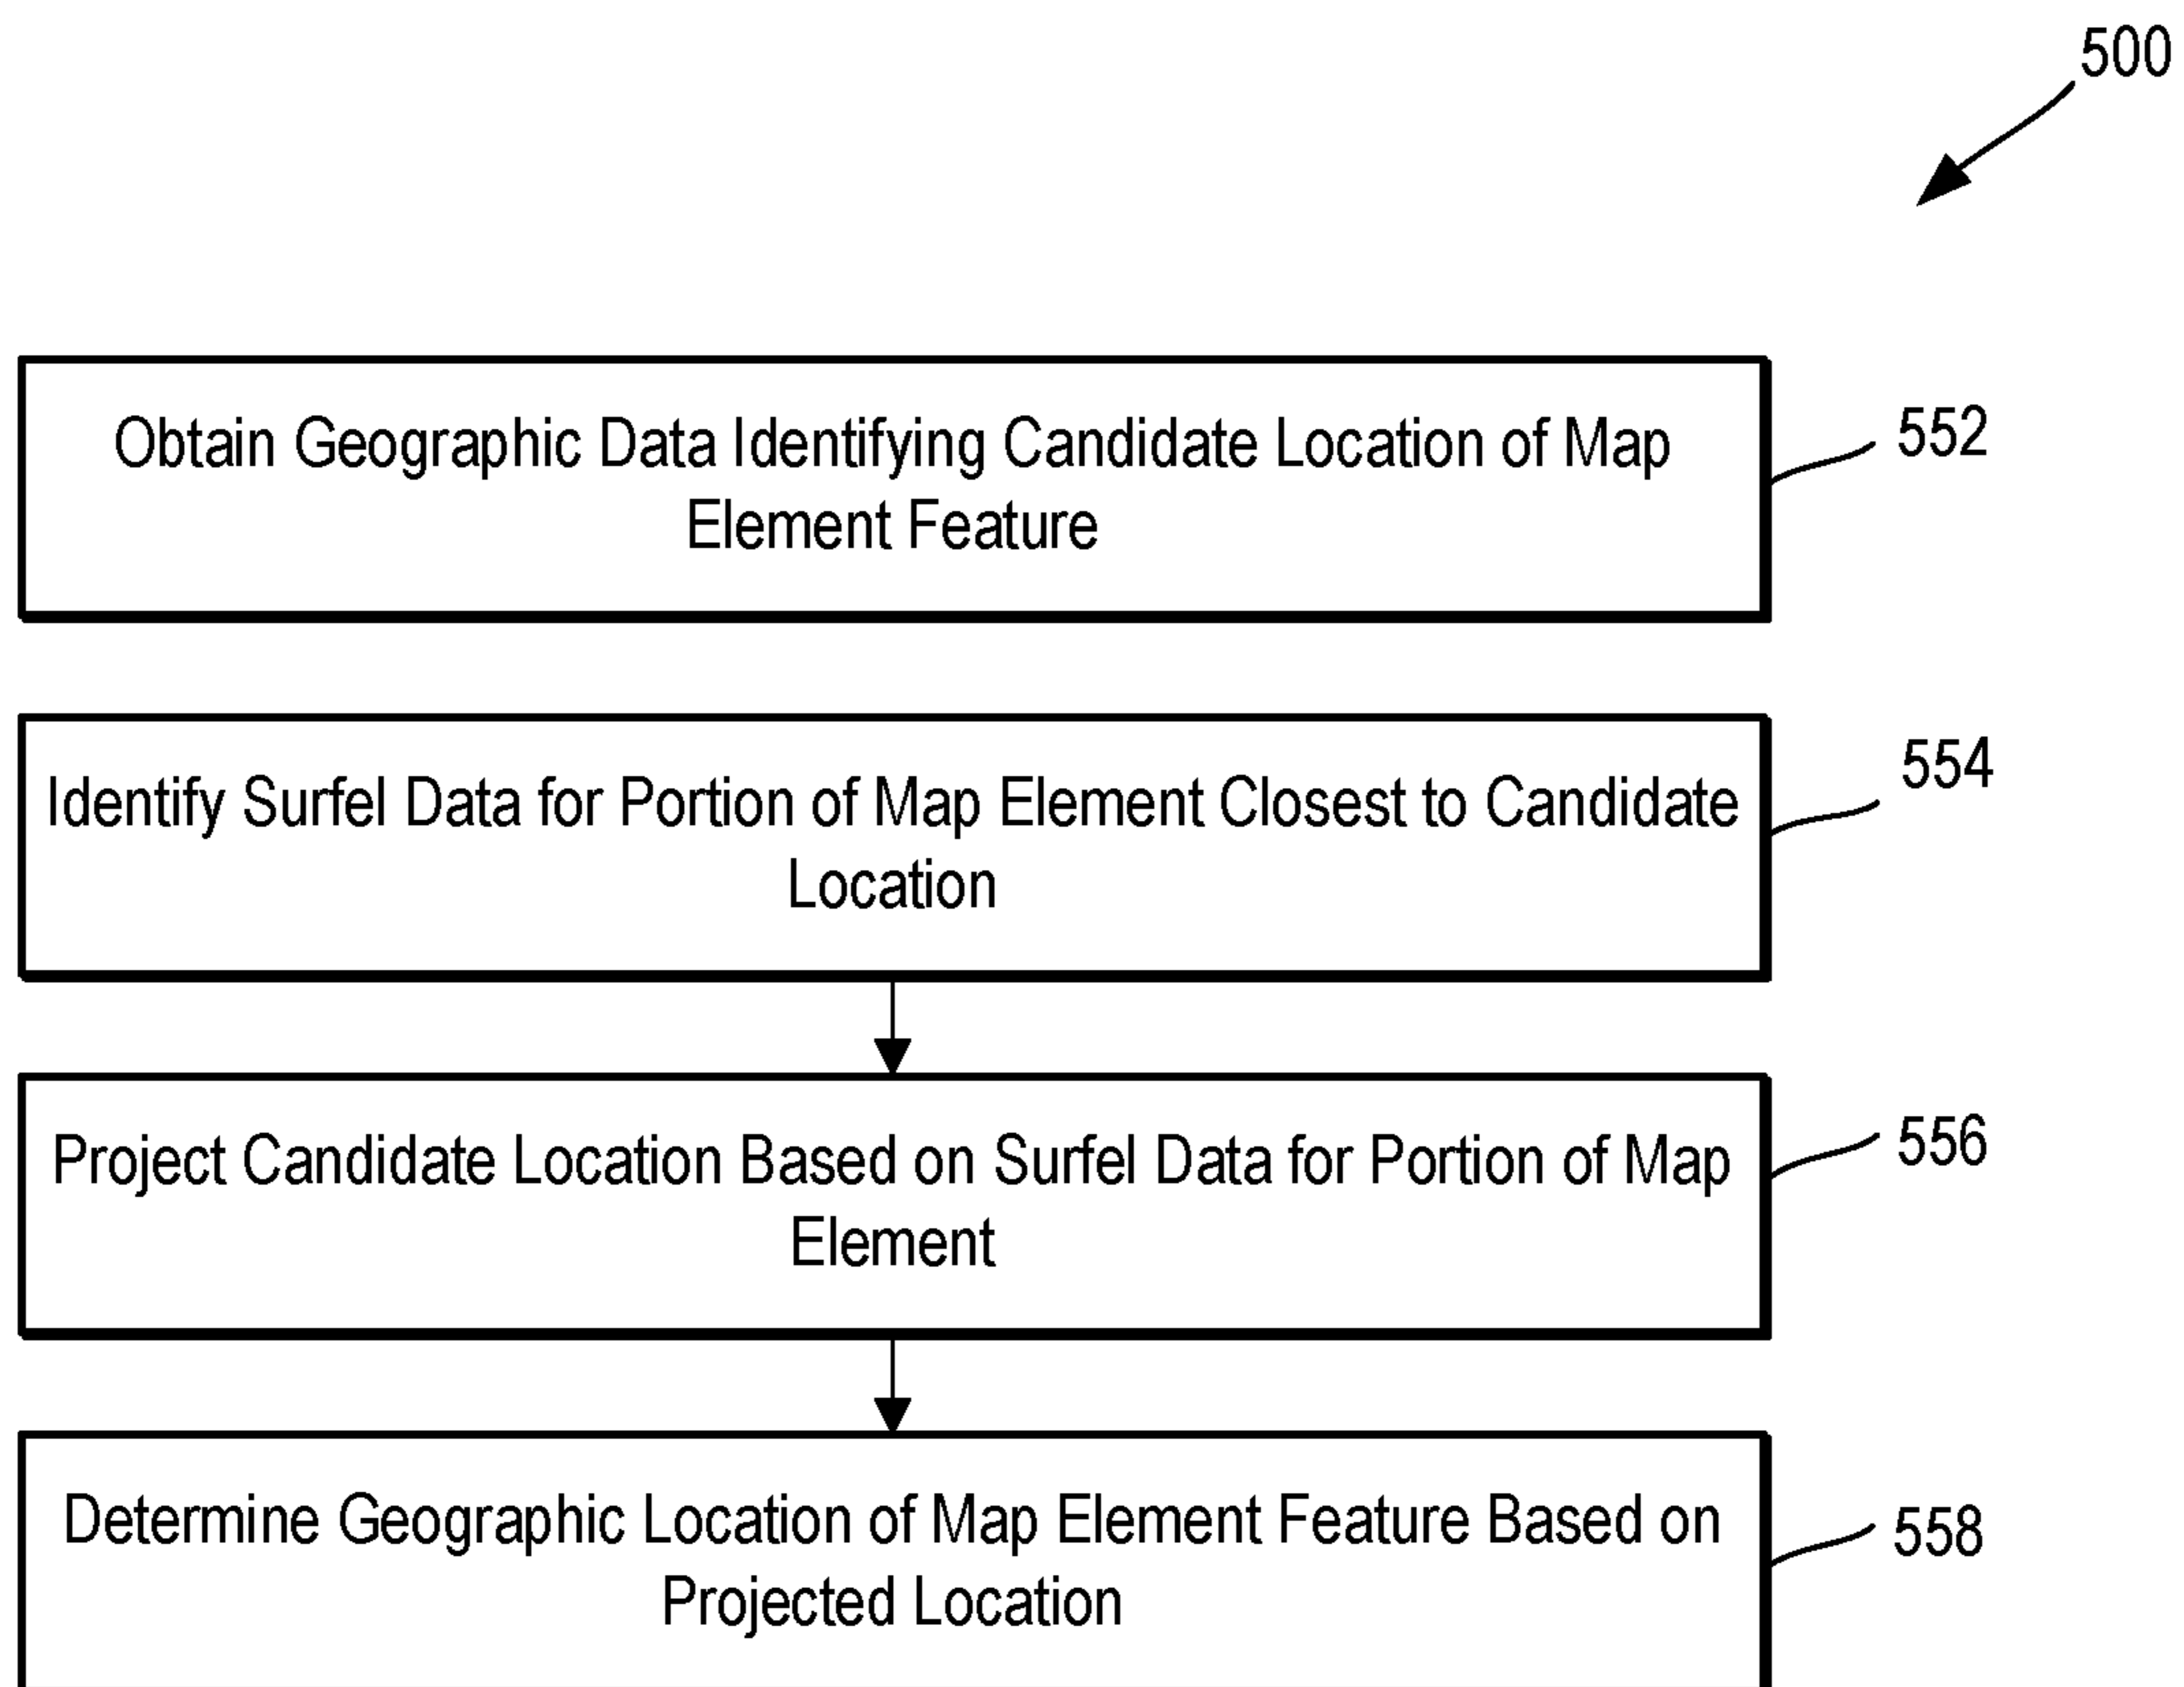 500
Obtain Geographic Data Identifying Candidate Location of Map
Element Feature
552
Identify Surfel Data for Portion of Map Element Closest to Candidate
Location
554
Project Candidate Location Based on Surfel Data for Portion of Map
Element
556
Determine Geographic Location of Map Element Feature Based on
Projected Location
558